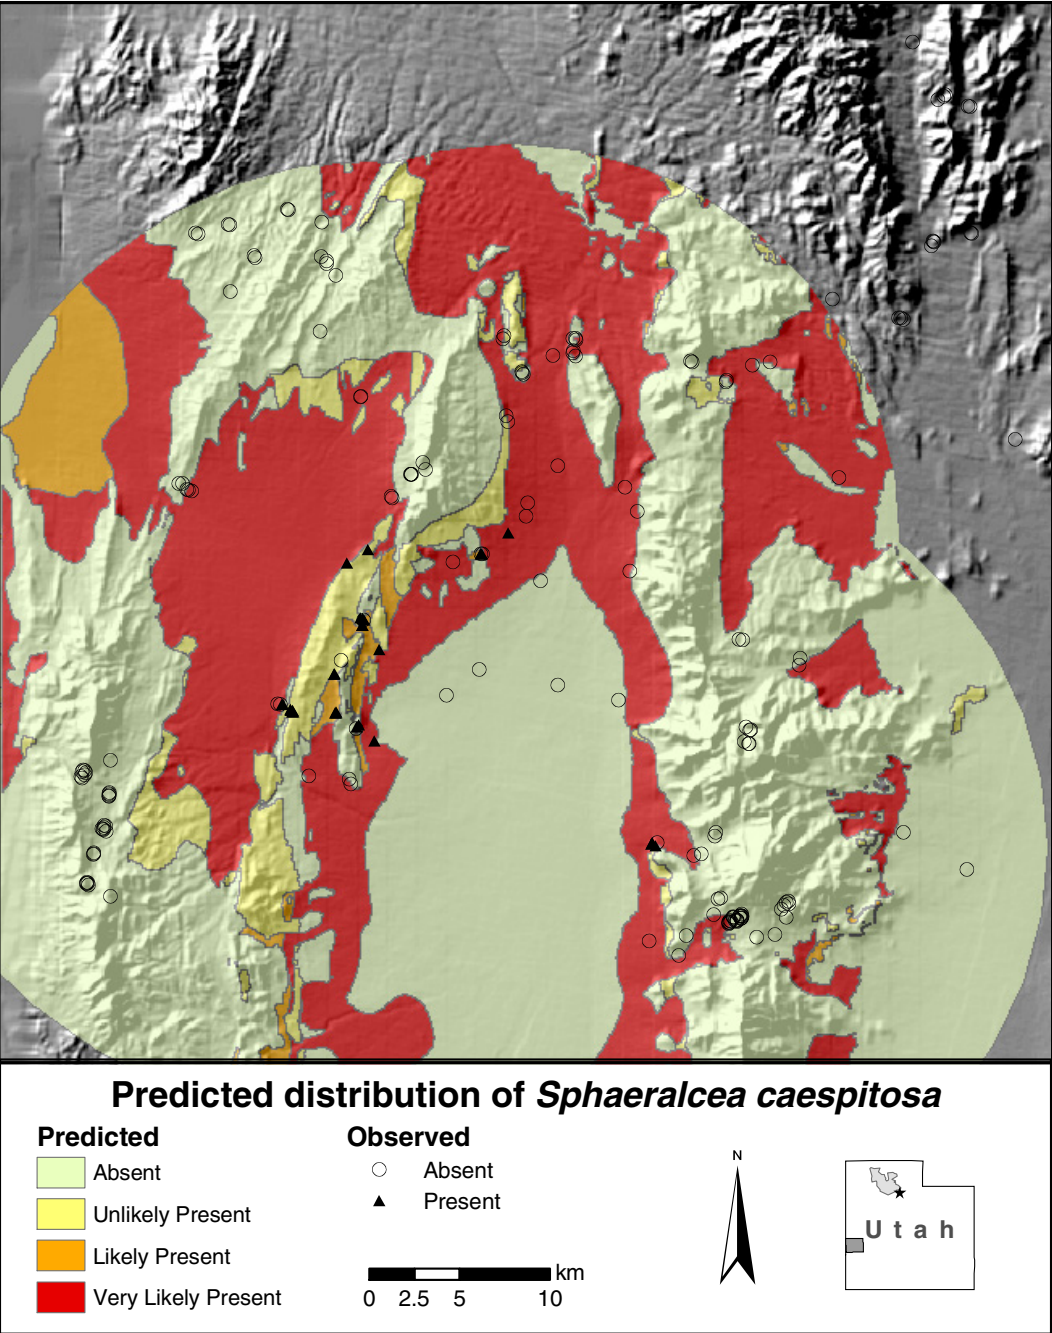 Predicted distribution of Sphaeralcea caespitosa
Predicted
Absent
Unlikely Present
Likely Present
Very Likely Present
Observed
Absent
Present
km
0 2.5 5 10
N
Utah